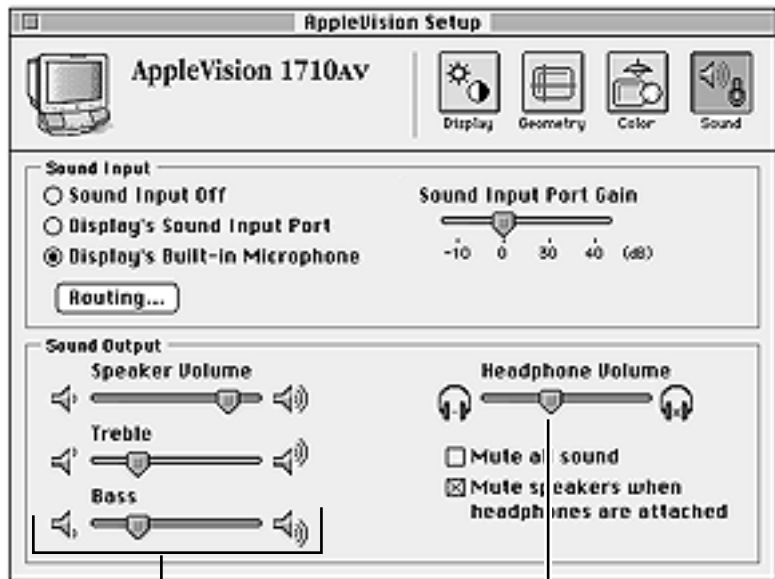 AppleVision Setup
AppleVision 1710AV
Display Geometry Color Sound
Sound Input
Sound Input Off
Display's Sound Input Port
Display's Built-in Microphone
Routing...
Sound Input Port Gain
-10 0 30 40 (dB)
Sound Output
Speaker Volume
Treble
Bass
Headphone Volume
Mute all sound
Mute speakers when
headphones are attached